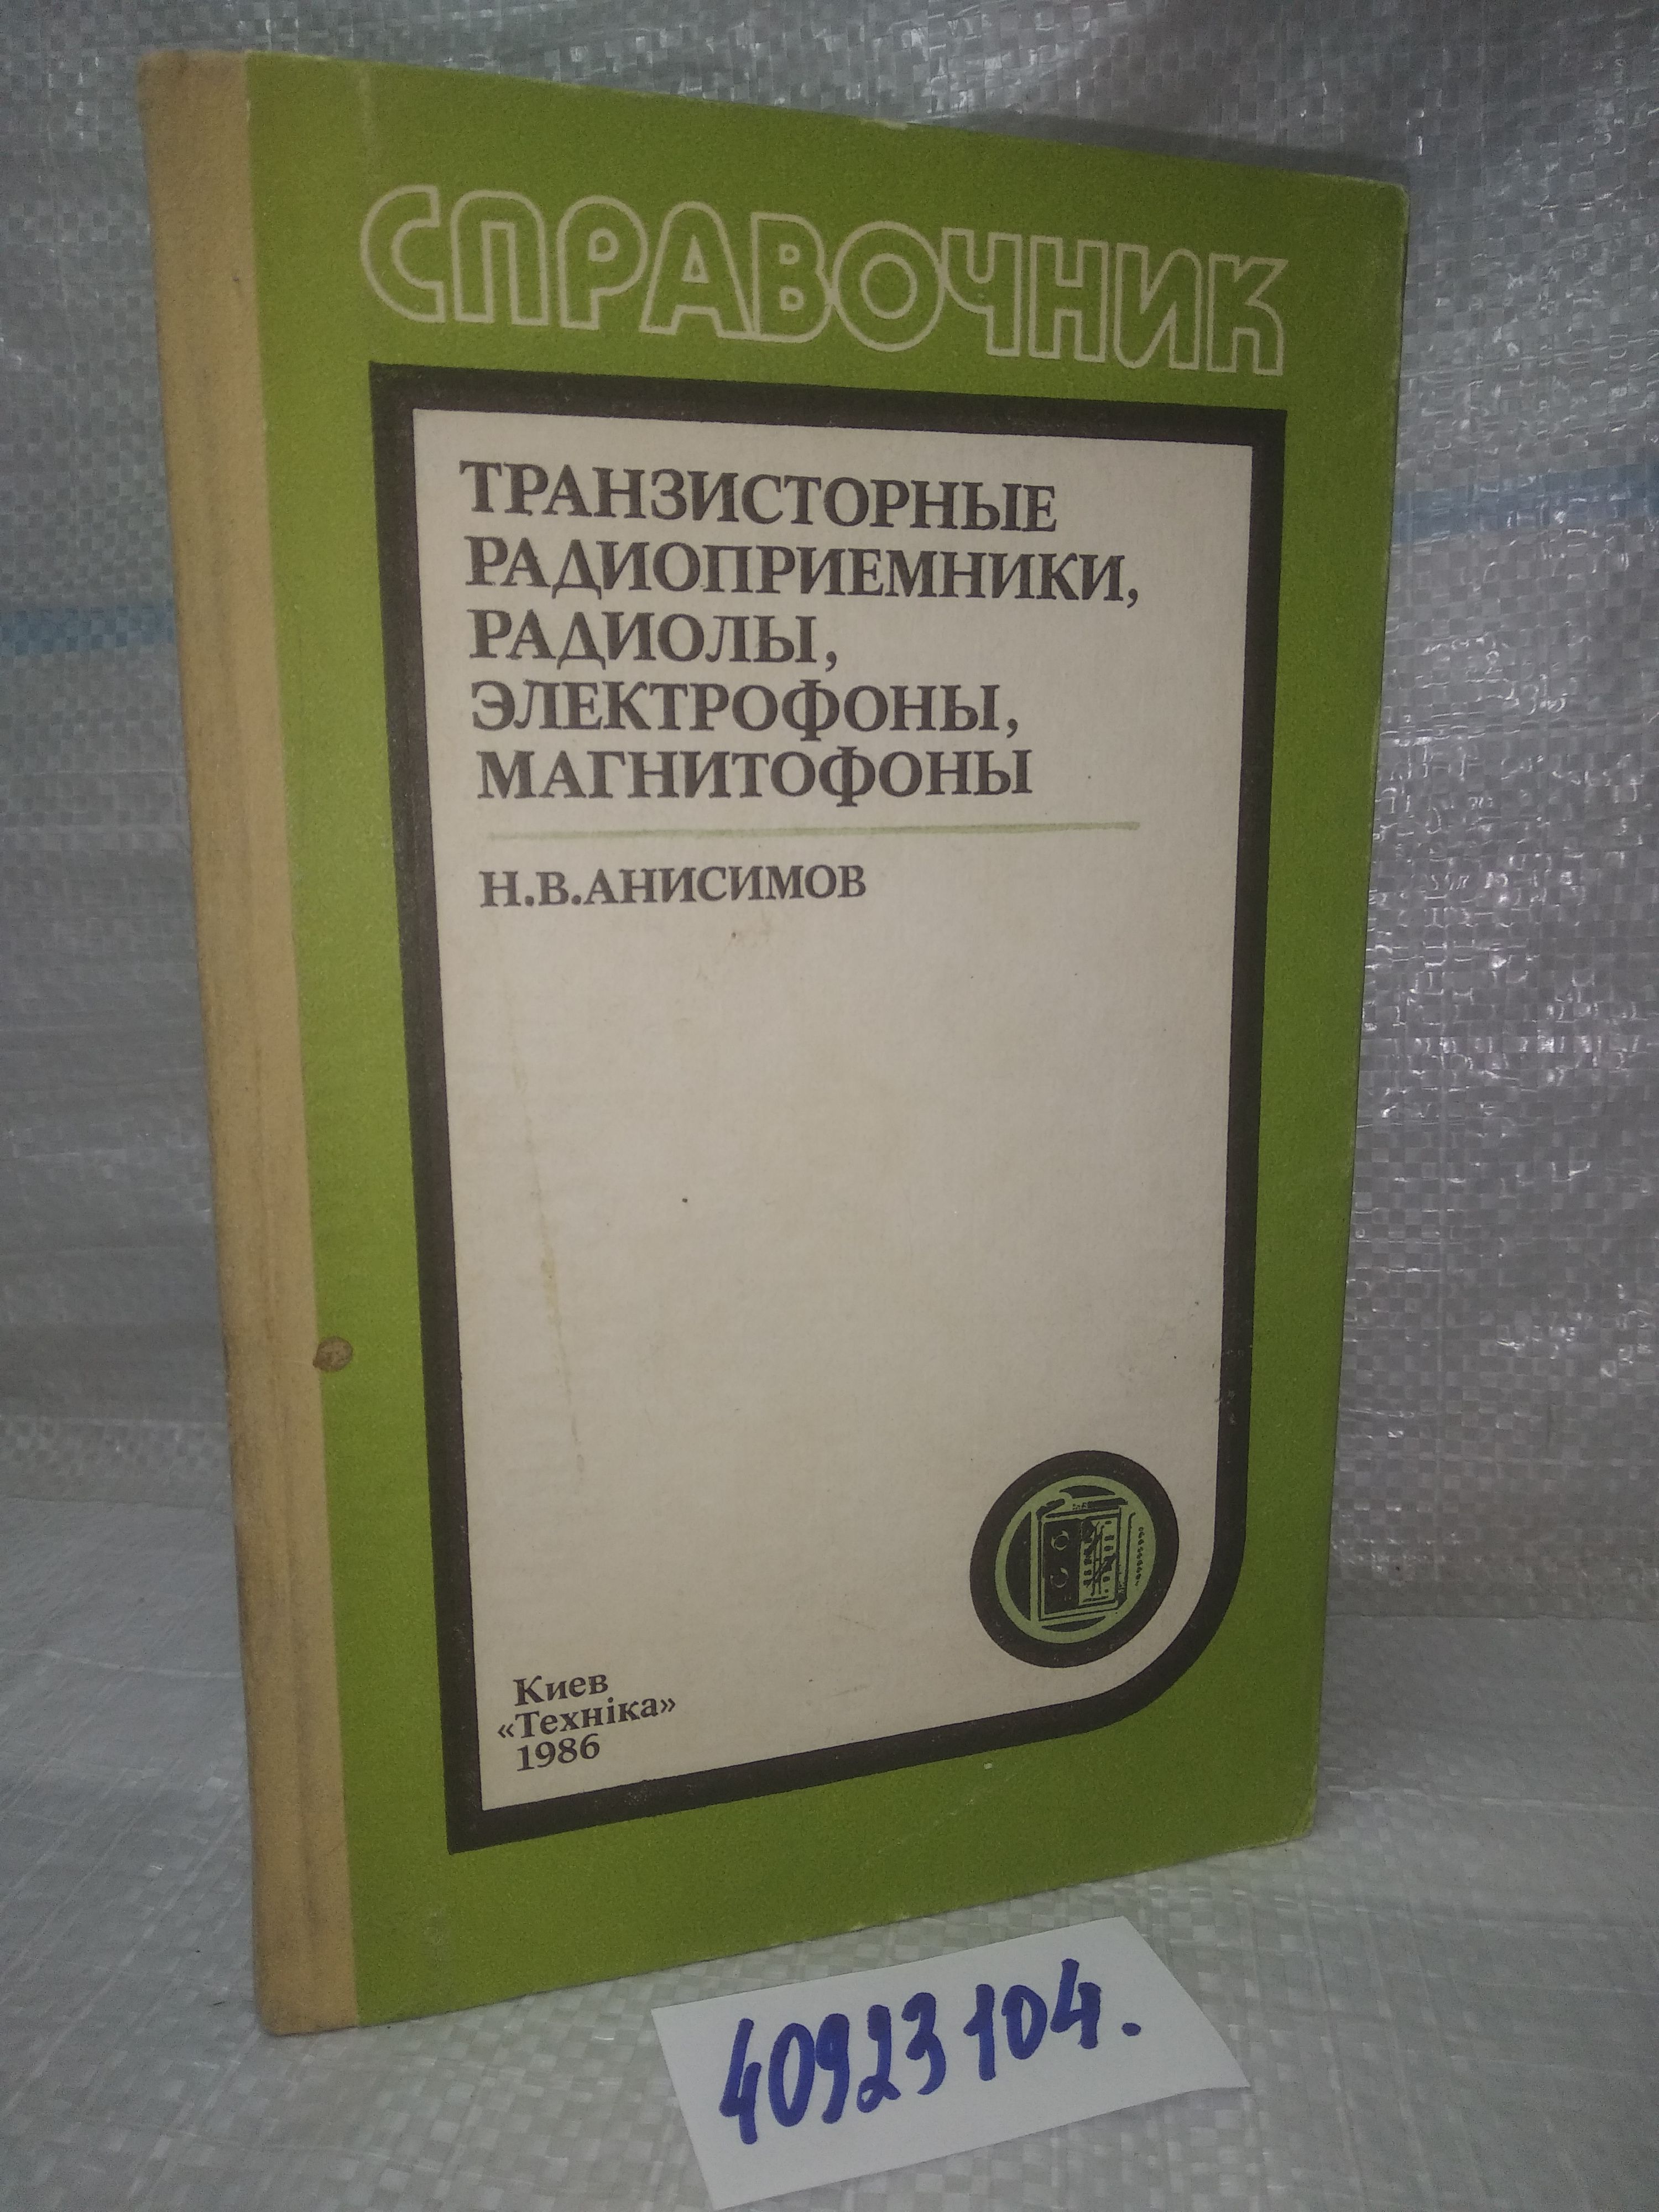 СПРАВОЧНИК
ТРАНЗИСТОРНЫЕ
РАДИОПРИЕМНИКИ,
РАДИОЛЫ,
ЭЛЕКТРОФОНЫ,
МАГНИТОФОНЫ
Н.В.АНИСИМОВ
Киев
«Техніка»
1986
40923104.